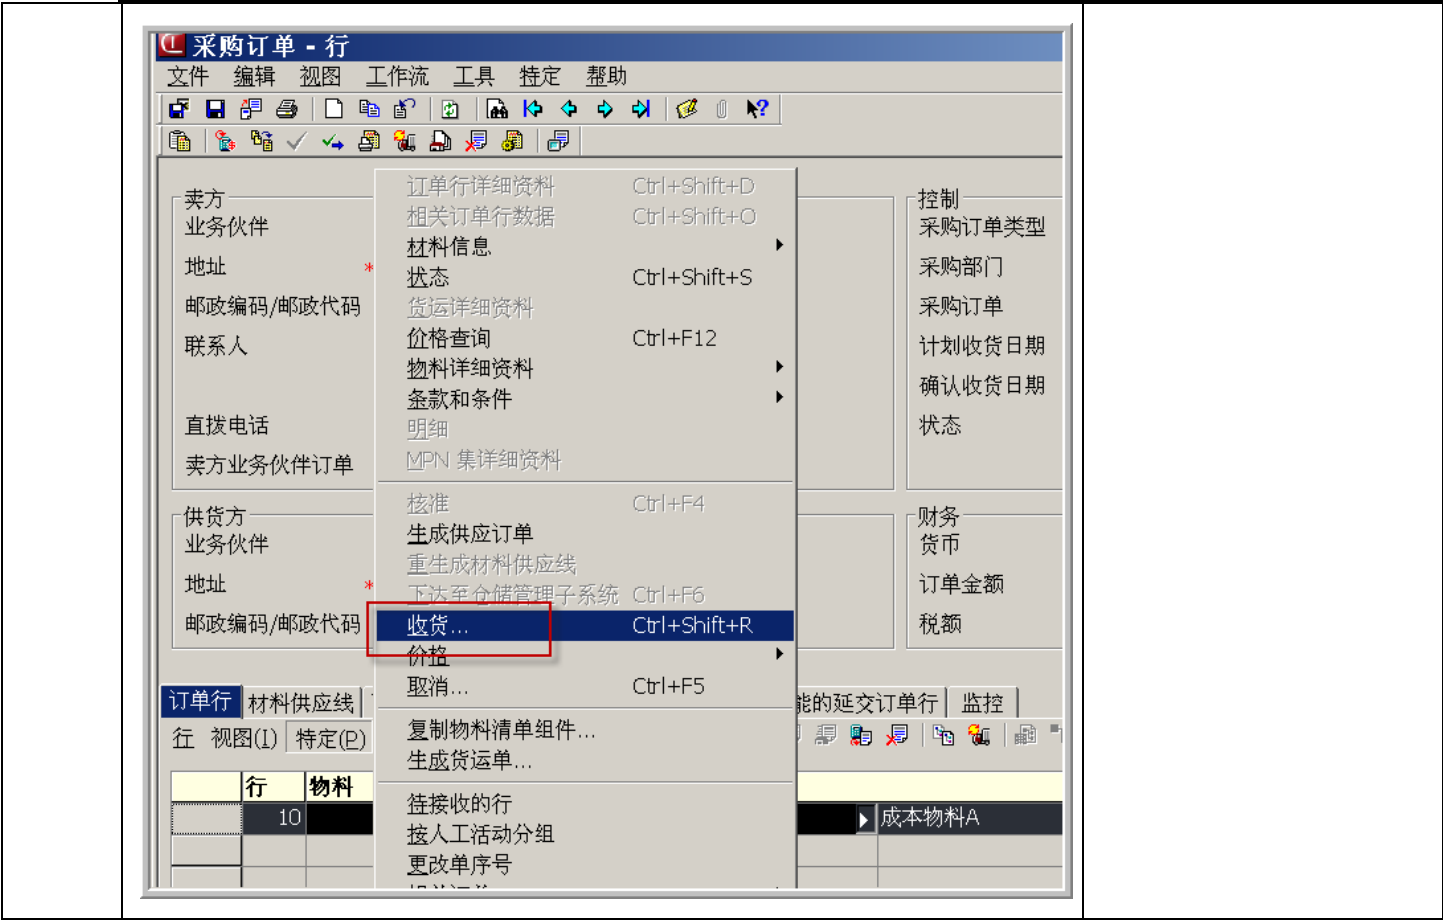 采购订单 - 行
文件 编辑 视图 工作流 工具 特定 帮助
卖方
业务伙伴
地址 *
邮政编码/邮政代码
联系人
直拨电话
卖方业务伙伴订单
供货方
业务伙伴
地址 *
邮政编码/邮政代码
订单行详细资料 Ctrl+Shift+D
相关订单行数据 Ctrl+Shift+O
材料信息
状态 Ctrl+Shift+S
货运详细资料
价格查询 Ctrl+F12
物料详细资料
条款和条件
明细
MPN 集详细资料
核准 Ctrl+F4
生成供应订单
重生成材料供应线
下达至仓储管理子系统 Ctrl+F6
收货... Ctrl+Shift+R
价格
取消... Ctrl+F5
复制物料清单组件...
生成货运单...
待接收的行
按人工活动分组
更改单序号
控制
采购订单类型
采购部门
采购订单
计划收货日期
确认收货日期
状态
财务
货币
订单金额
税额
订单行 材料供应线 能的延交订单行 监控
行 视图(I) 特定(P)
行 物料
10 成本物料A